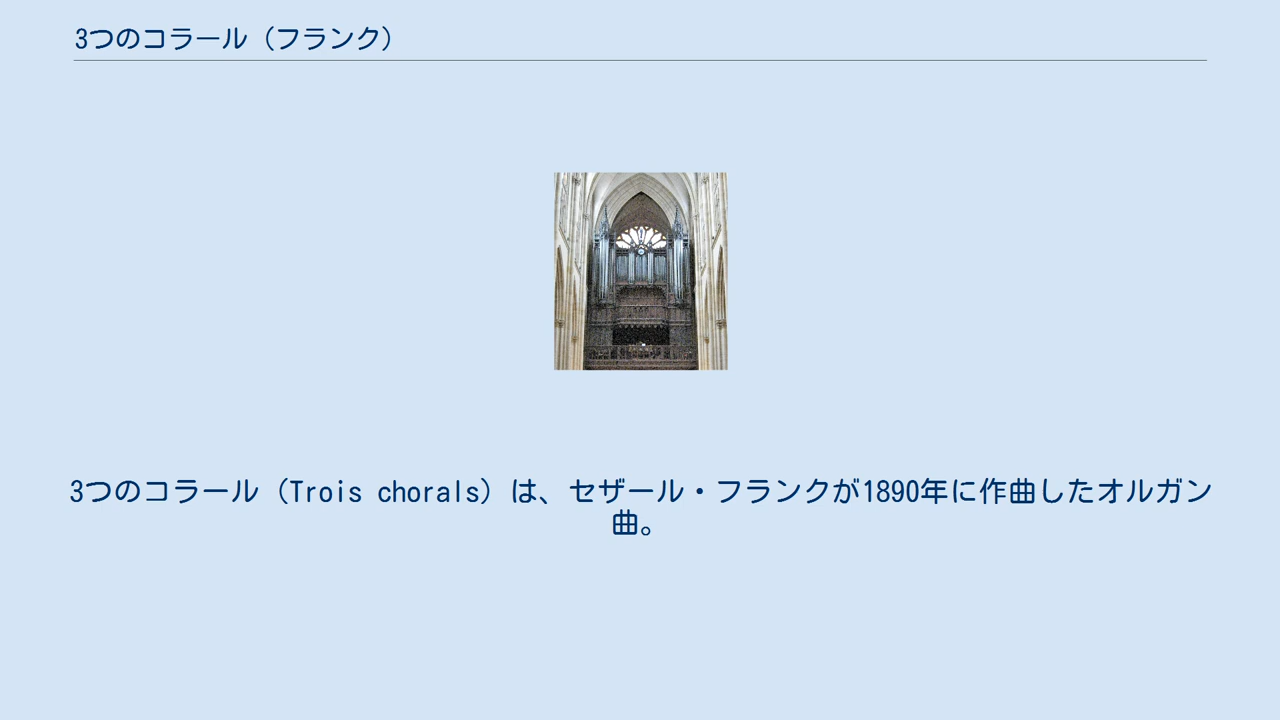 3つのコラール（フランク）
3つのコラール（Trois chorals）は、セザール・フランクが1890年に作曲したオルガン
曲。